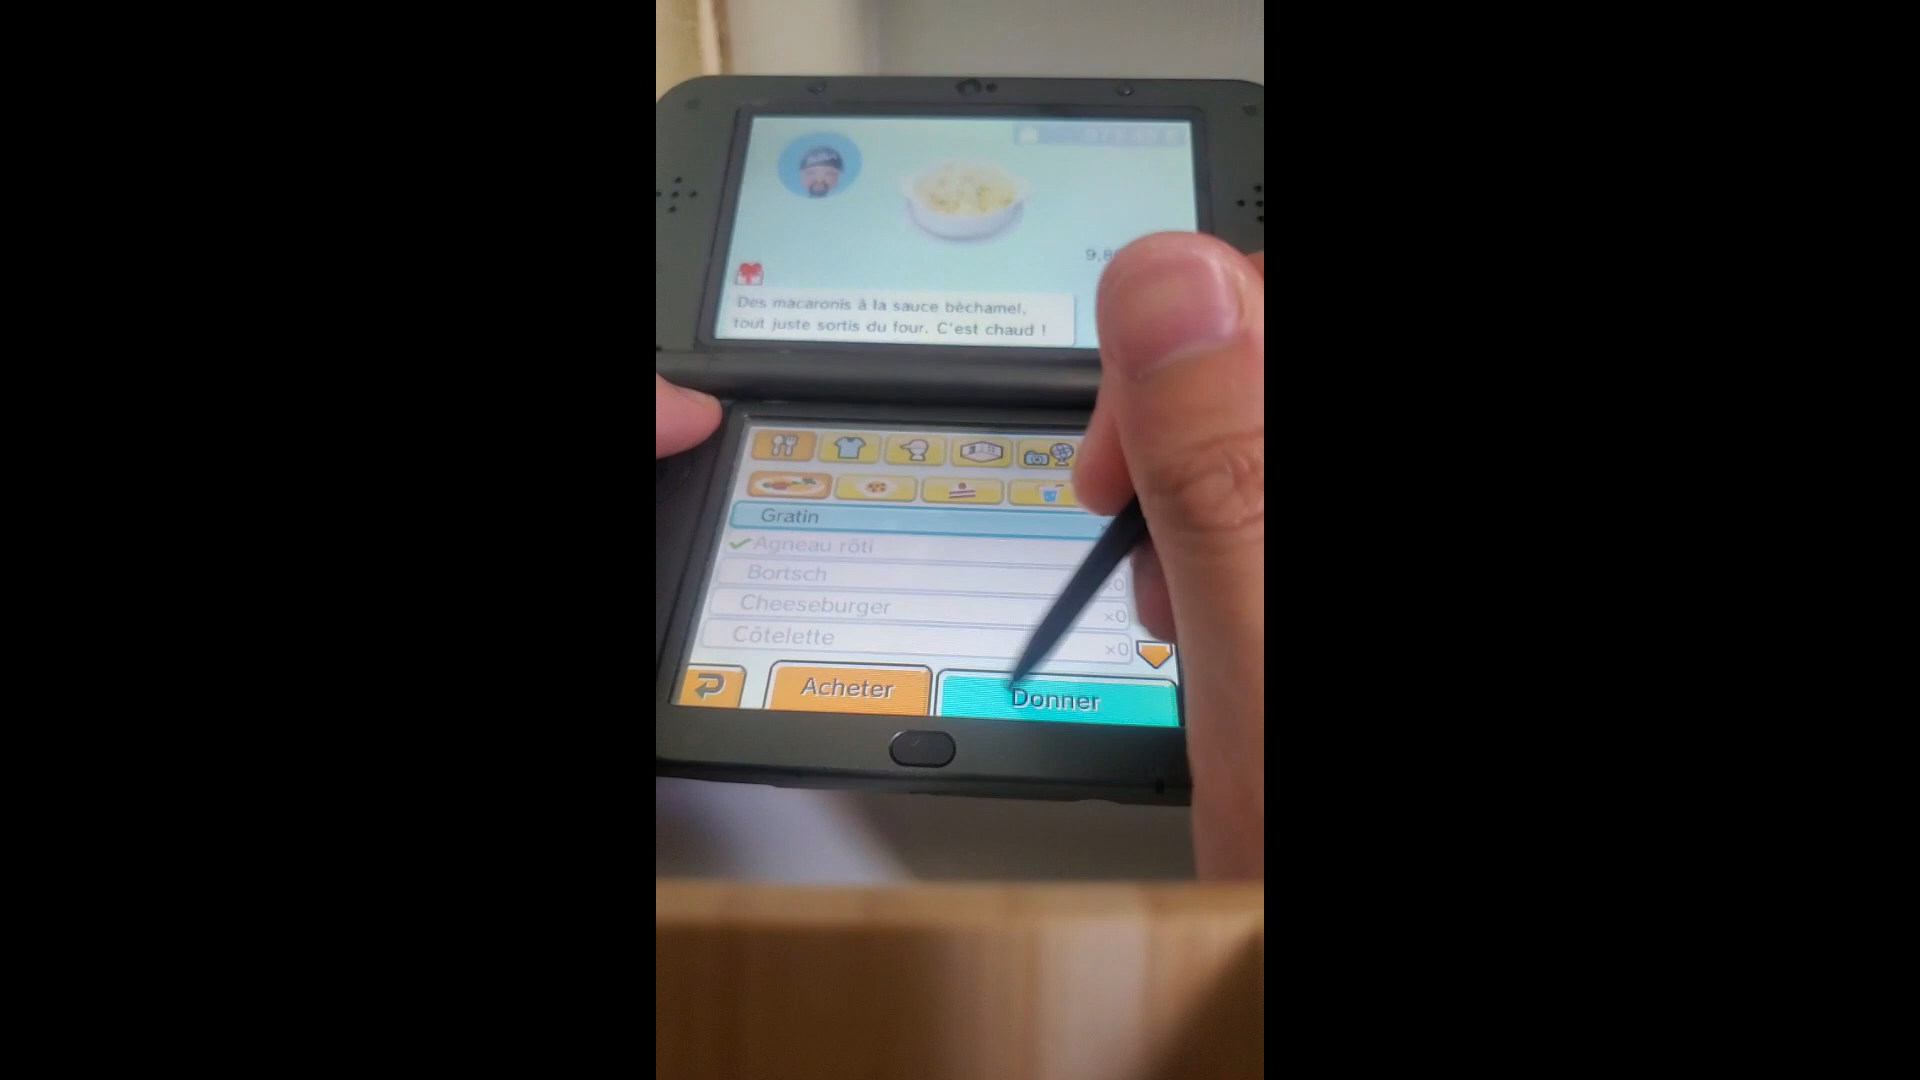 Des macaronis à la sauce béchamel,
tout juste sortis du four. C'est chaud !
Gratin
Agneau rôti
Bortsch
×0
Cheeseburger
×0
Côtelette
×0
Acheter
Donner